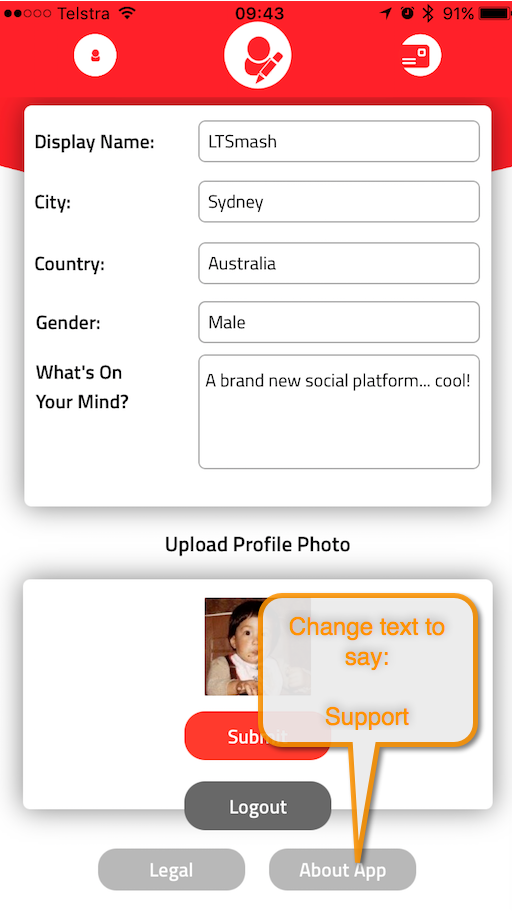 Telstra 09:43 91%
Display Name: LTSmash
City: Sydney
Country: Australia
Gender: Male
What's On
Your Mind?
A brand new social platform... cool!
Upload Profile Photo
Change text to
say:
Support
Submit
Logout
Legal About App